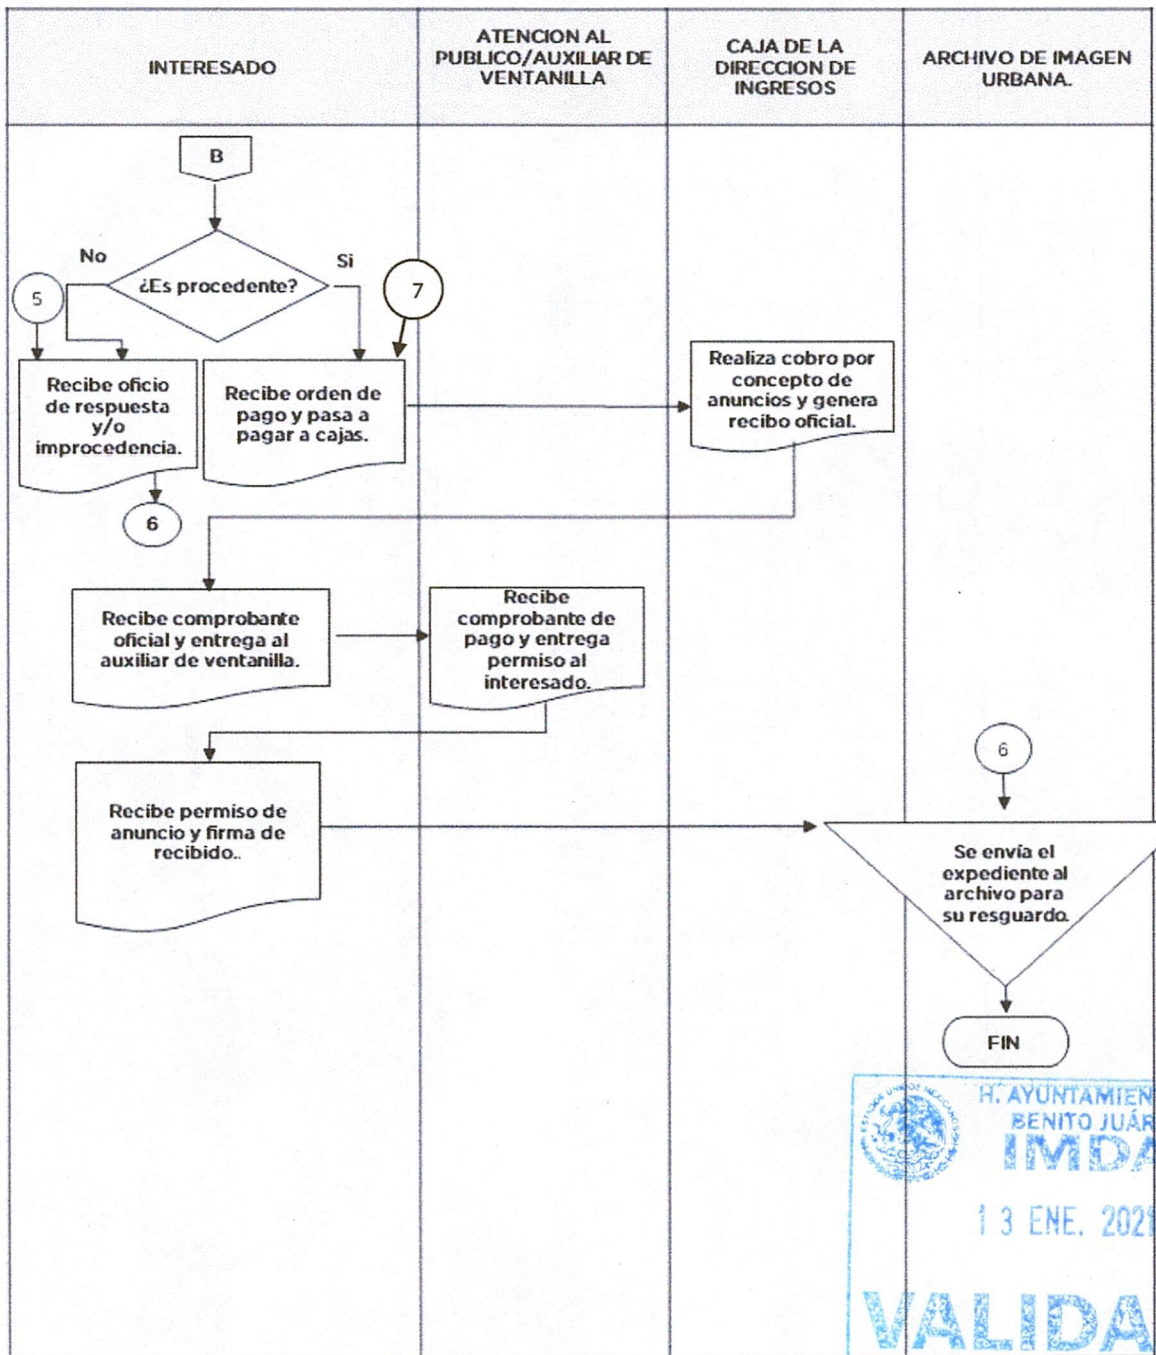 INTERESADO
ATENCION AL
PUBLICO/AUXILIAR DE
VENTANILLA
CAJA DE LA
DIRECCION DE
INGRESOS
ARCHIVO DE IMAGEN
URBANA.
B
No
¿Es procedente?
Si
5
7
Recibe oficio
de respuesta
y/o
improcedencia.
Recibe orden de
pago y pasa a
pagar a cajas.
Realiza cobro por
concepto de
anuncios y genera
recibo oficial.
6
Recibe comprobante
oficial y entrega al
auxiliar de ventanilla.
Recibe
comprobante de
pago y entrega
permiso al
interesado.
6
Recibe permiso de
anuncio y firma de
recibido..
Se envía el
expediente al
archivo para
su resguardo.
FIN
ESTADOS UNIDOS MEXICANOS
H. AYUNTAMIEN
BENITO JUÁR
IMDA
13 ENE. 202
VALIDA